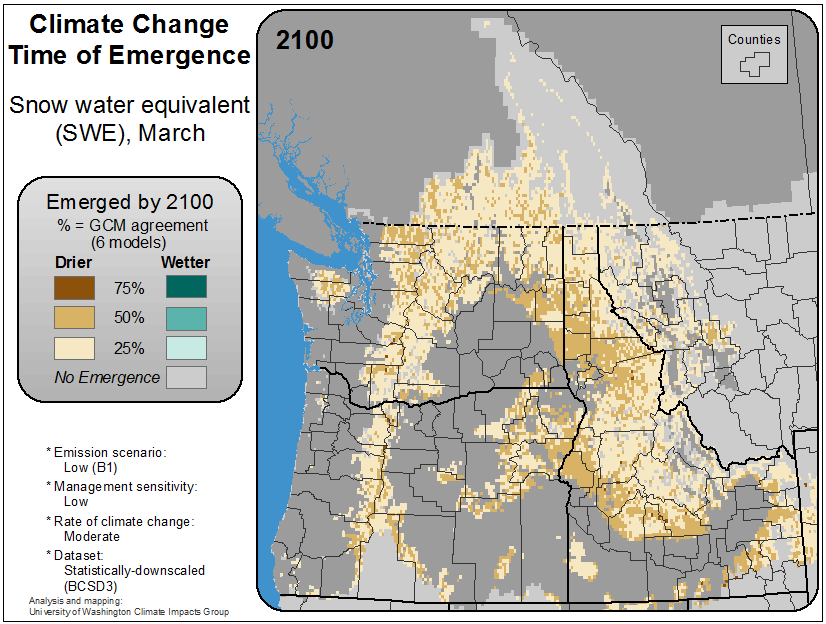 Climate Change
Time of Emergence
Snow water equivalent
(SWE), March
Emerged by 2100
% = GCM agreement
(6 models)
Drier Wetter
75%
50%
25%
No Emergence
* Emission scenario:
Low (B1)
* Management sensitivity:
Low
* Rate of climate change:
Moderate
* Dataset:
Statistically-downscaled
(BCSD3)
Analysis and mapping:
University of Washington Climate Impacts Group
2100
Counties